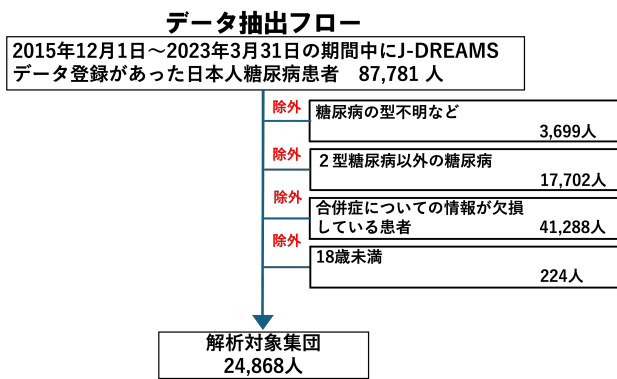 データ抽出フロー
2015年12月1日～2023年3月31日の期間中にJ-DREAMS
データ登録があった日本人糖尿病患者　87,781 人
除外
糖尿病の型不明など
3,699人
除外
２型糖尿病以外の糖尿病
17,702人
除外
合併症についての情報が欠損
している患者
41,288人
除外
18歳未満
224人
解析対象集団
24,868人